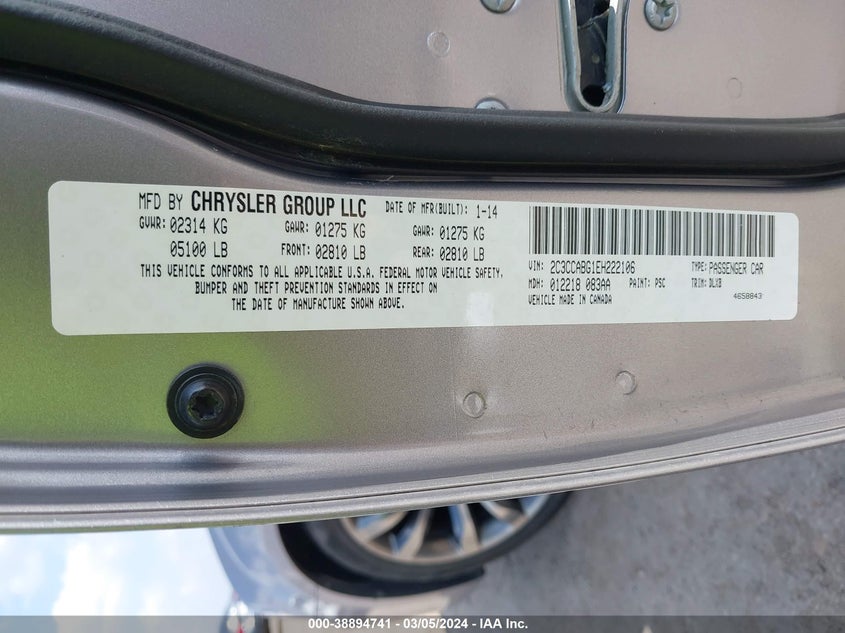 MFD BY CHRYSLER GROUP LLC DATE OF MFR(BUILT): 1-14
GVWR: 02314 KG GAWR: 01275 KG GAWR: 01275 KG
05100 LB FRONT: 02810 LB REAR: 02810 LB
THIS VEHICLE CONFORMS TO ALL APPLICABLE U.S.A. FEDERAL MOTOR VEHICLE SAFETY,
BUMPER AND THEFT PREVENTION STANDARDS IN EFFECT ON
THE DATE OF MANUFACTURE SHOWN ABOVE.
VIN: 2C3CCABG1EH222106 TYPE: PASSENGER CAR
MDH: 012218 083AA PAINT: PSC TRIM: DLXB
VEHICLE MADE IN CANADA 4658843
000-38894741 - 03/05/2024 - IAA Inc.